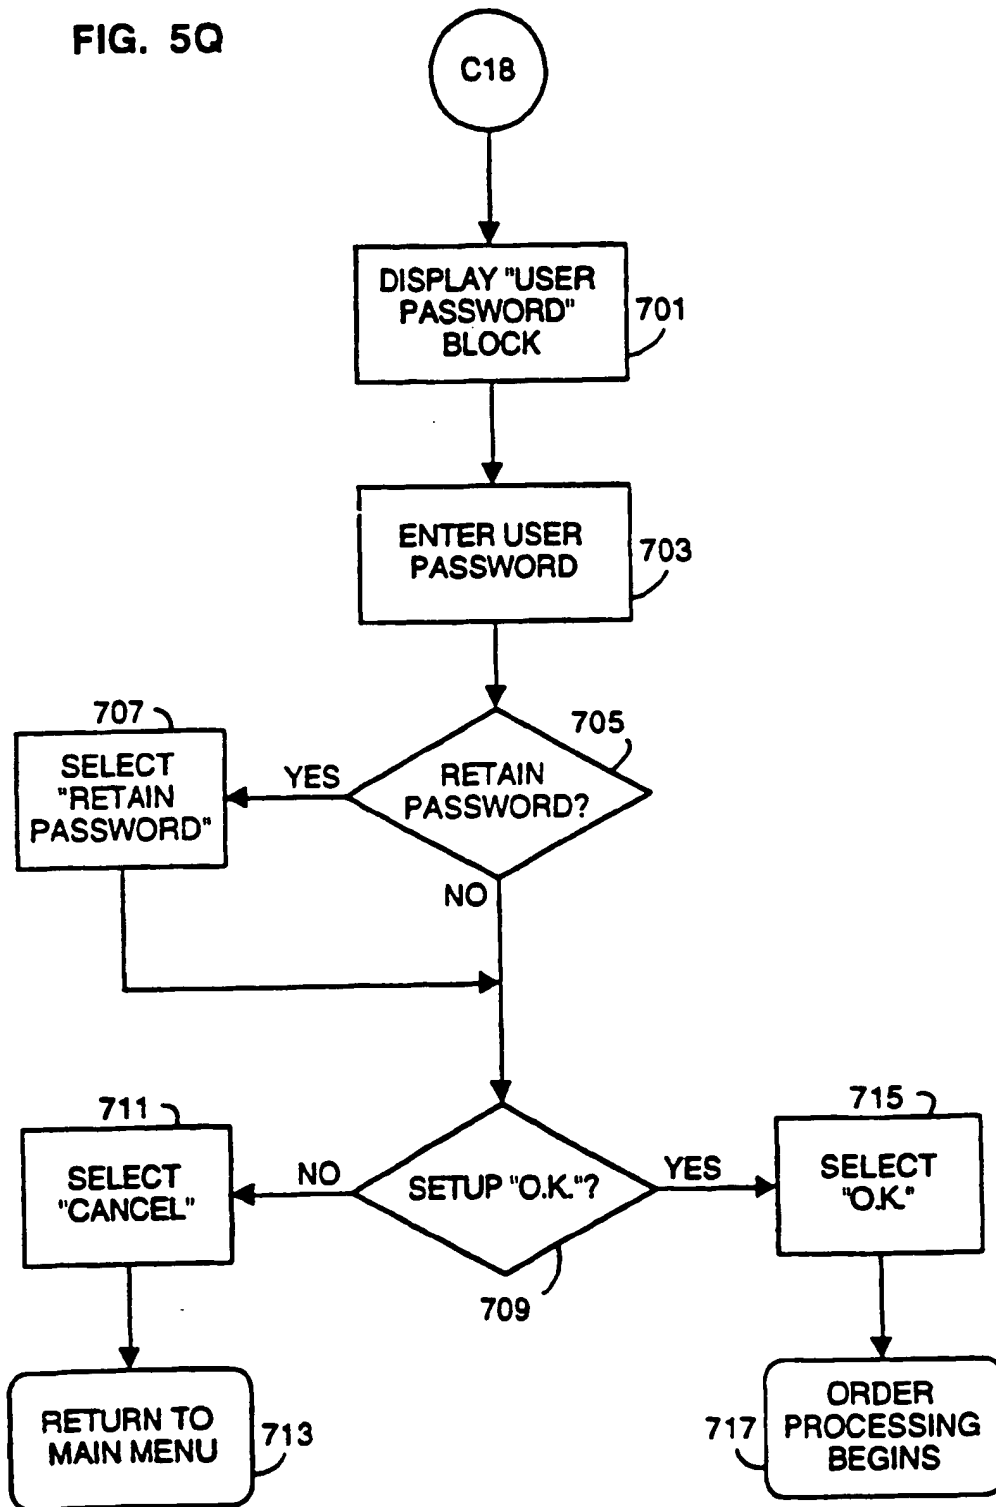 FIG. 5Q
C18
DISPLAY "USER
PASSWORD"
BLOCK
701
ENTER USER
PASSWORD
703
707
705
SELECT
"RETAIN
PASSWORD"
YES
RETAIN
PASSWORD?
NO
711
715
SELECT
"CANCEL"
NO
SETUP "O.K."?
YES
SELECT
"O.K."
709
RETURN TO
MAIN MENU
713
717
ORDER
PROCESSING
BEGINS